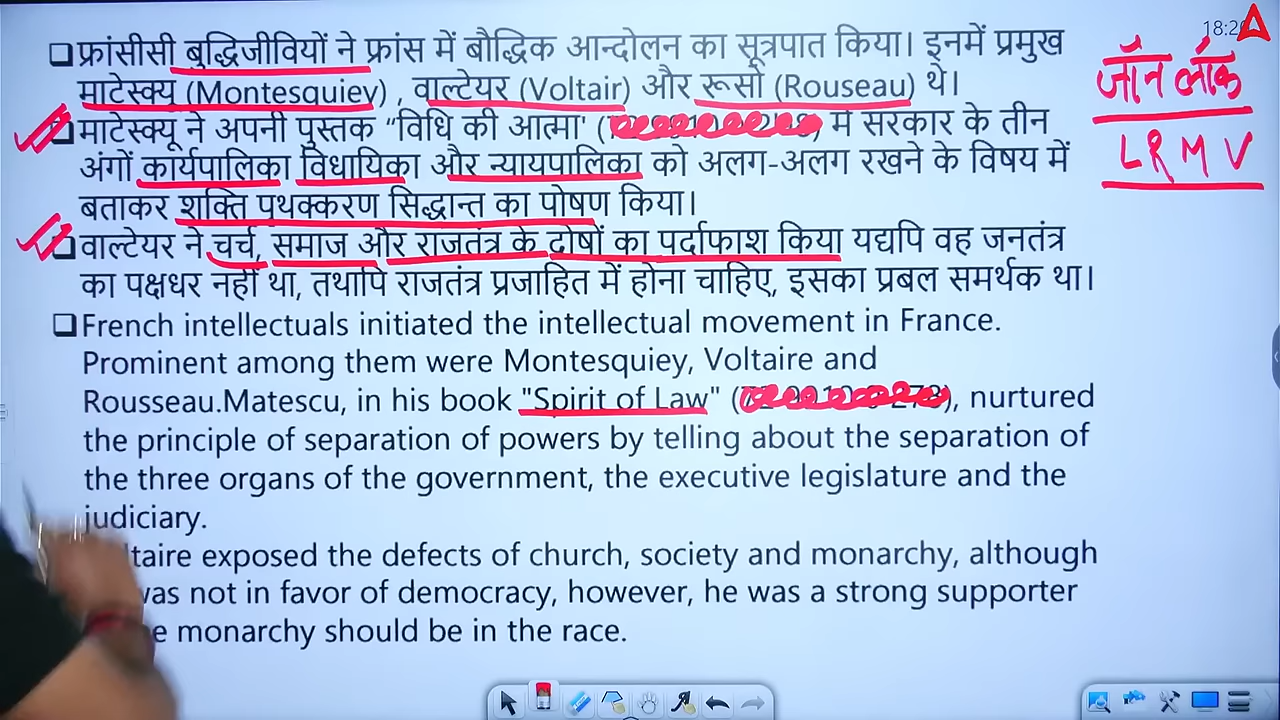 18:2
❑फ्रांसीसी बुद्धिजीवियों ने फ्रांस में बौद्धिक आन्दोलन का सूत्रपात किया। इनमें प्रमुख
माटेस्क्यू (Montesquiev) , वाल्टेयर (Voltair) और रूसो (Rouseau) थे।
❑माटेस्क्यू ने अपनी पुस्तक “विधि की आत्मा' ( ) में सरकार के तीन
अंगों कार्यपालिका विधायिका और न्यायपालिका को अलग-अलग रखने के विषय में
बताकर शक्ति पृथक्करण सिद्धान्त का पोषण किया।
❑वाल्टेयर ने चर्च, समाज और राजतंत्र के दोषों का पर्दाफाश किया यद्यपि वह जनतंत्र
का पक्षधर नहीं था, तथापि राजतंत्र प्रजाहित में होना चाहिए, इसका प्रबल समर्थक था।
❑French intellectuals initiated the intellectual movement in France.
Prominent among them were Montesquiey, Voltaire and
Rousseau.Matescu, in his book "Spirit of Law" ( ), nurtured
the principle of separation of powers by telling about the separation of
the three organs of the government, the executive legislature and the
judiciary.
ltaire exposed the defects of church, society and monarchy, although
was not in favor of democracy, however, he was a strong supporter
e monarchy should be in the race.
जॉन लॉक
L R M V